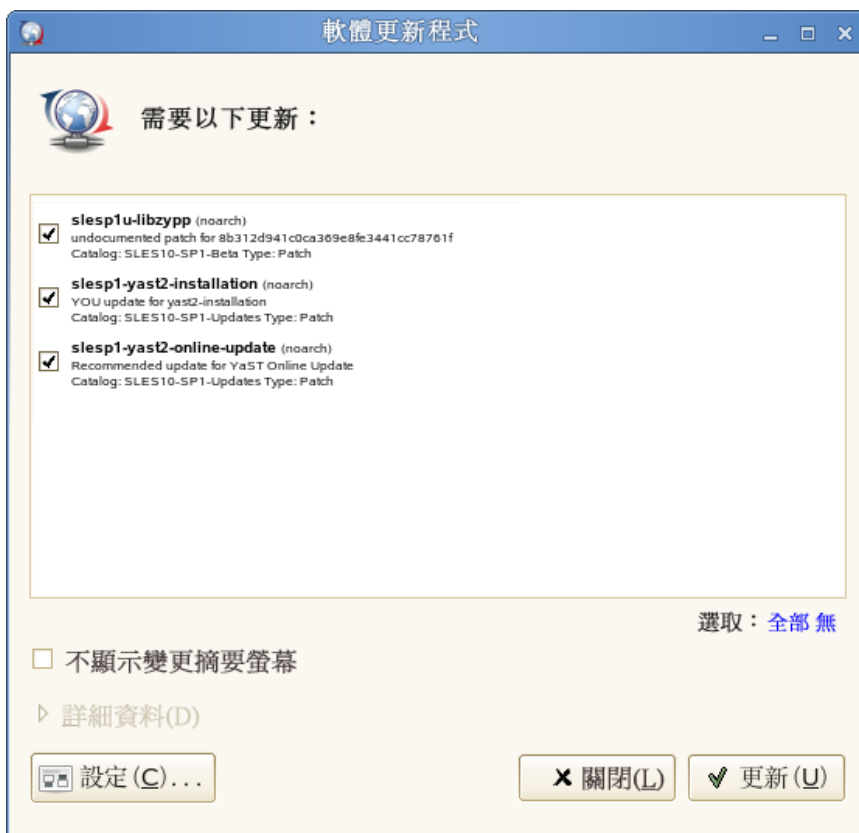 軟體更新程式
需要以下更新：
slesp1u-libzypp (noarch)
undocumented patch for 8b312d941c0ca369e8fe3441cc78761f
Catalog: SLES10-SP1-Beta Type: Patch
slesp1-yast2-installation (noarch)
YOU update for yast2-installation
Catalog: SLES10-SP1-Updates Type: Patch
slesp1-yast2-online-update (noarch)
Recommended update for YaST Online Update
Catalog: SLES10-SP1-Updates Type: Patch
選取：全部 無
不顯示變更摘要螢幕
詳細資料(D)
設定(C)... 關閉(L) 更新(U)